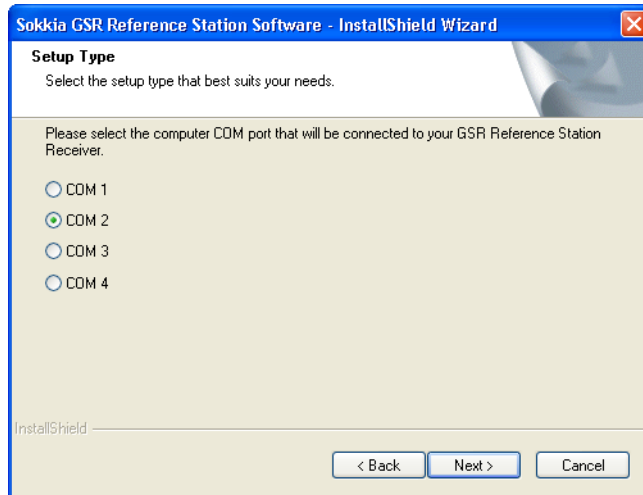 Sokkia GSR Reference Station Software - InstallShield Wizard
Setup Type
Select the setup type that best suits your needs.
Please select the computer COM port that will be connected to your GSR Reference Station
Receiver.
COM 1
COM 2
COM 3
COM 4
InstallShield
< Back
Next >
Cancel